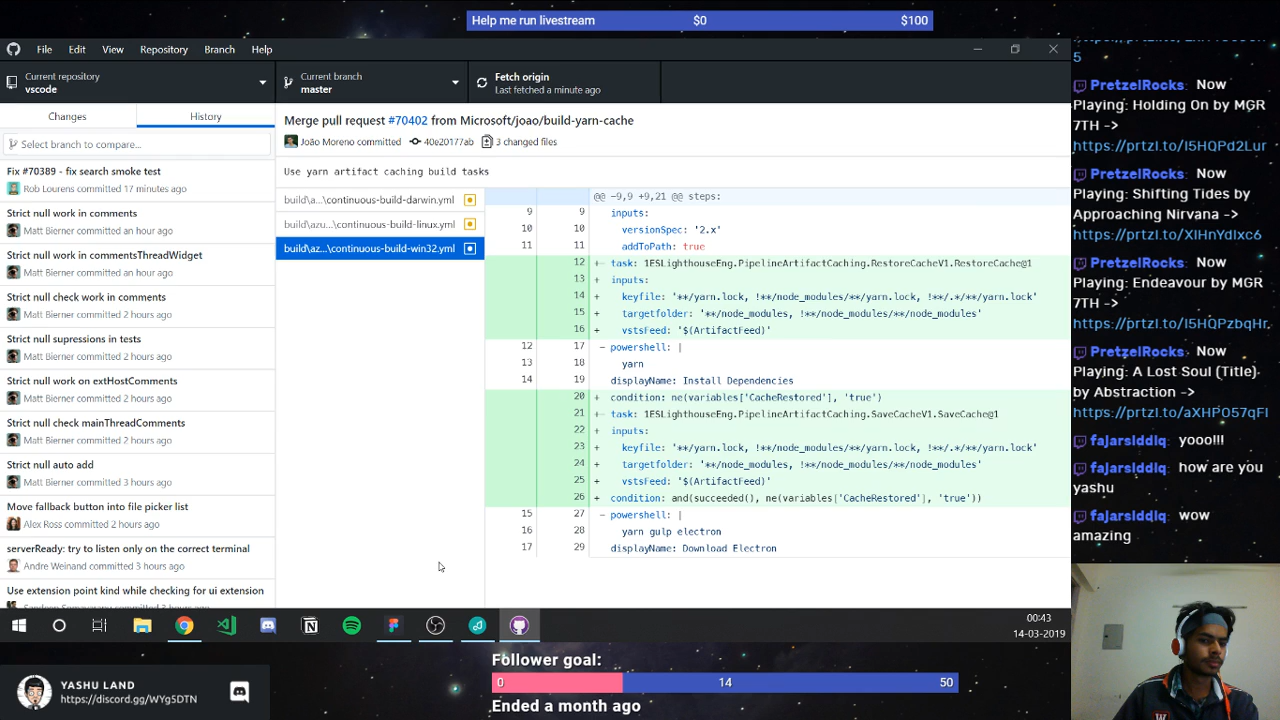 Help me run livestream $0 $100
File Edit View Repository Branch Help
Current repository
vscode
Current branch
master
Fetch origin
Last fetched a minute ago
Changes
History
Select branch to compare...
Fix #70389 - fix search smoke test
Rob Lourens committed 17 minutes ago
Strict null work in comments
Matt Bierner committed an hour ago
Strict null work in commentsThreadWidget
Matt Bierner committed an hour ago
Strict null check work in comments
Matt Bierner committed 2 hours ago
Strict null supressions in tests
Matt Bierner committed 2 hours ago
Strict null work on extHostComments
Matt Bierner committed 2 hours ago
Strict null check mainThreadComments
Matt Bierner committed 2 hours ago
Strict null auto add
Matt Bierner committed 3 hours ago
Move fallback button into file picker list
Alex Ross committed 2 hours ago
serverReady: try to listen only on the correct terminal
Andre Weinand committed 3 hours ago
Use extension point kind while checking for ui extension
Merge pull request #70402 from Microsoft/joao/build-yarn-cache
João Moreno committed 40e20177ab 3 changed files
Use yarn artifact caching build tasks
build\a...\continuous-build-darwin.yml
build\azu...\continuous-build-linux.yml
build\az...\continuous-build-win32.yml
@@ -9,9 +9,21 @@ steps:
9 9 inputs:
10 10 versionSpec: '2.x'
11 11 addToPath: true
12 +- task: 1ESLighthouseEng.PipelineArtifactCaching.RestoreCacheV1.RestoreCache@1
13 + inputs:
14 + keyfile: '**/yarn.lock, !**/node_modules/**/yarn.lock, !**/.*/**/yarn.lock'
15 + targetfolder: '**/node_modules, !**/node_modules/**/node_modules'
16 + vstsFeed: '$(ArtifactFeed)'
12 17 - powershell: |
13 18 yarn
14 19 displayName: Install Dependencies
20 + condition: ne(variables['CacheRestored'], 'true')
21 +- task: 1ESLighthouseEng.PipelineArtifactCaching.SaveCacheV1.SaveCache@1
22 + inputs:
23 + keyfile: '**/yarn.lock, !**/node_modules/**/yarn.lock, !**/.*/**/yarn.lock'
24 + targetfolder: '**/node_modules, !**/node_modules/**/node_modules'
25 + vstsFeed: '$(ArtifactFeed)'
26 + condition: and(succeeded(), ne(variables['CacheRestored'], 'true'))
15 27 - powershell: |
16 28 yarn gulp electron
17 29 displayName: Download Electron
00:43
14-03-2019
5
PretzelRocks: Now
Playing: Holding On by MGR
7TH ->
https://prtzl.to/I5HQPd2Lur
PretzelRocks: Now
Playing: Shifting Tides by
Approaching Nirvana ->
https://prtzl.to/XIHnYdIxc6
PretzelRocks: Now
Playing: Endeavour by MGR
7TH ->
https://prtzl.to/I5HQPzbqHr
PretzelRocks: Now
Playing: A Lost Soul (Title)
by Abstraction ->
https://prtzl.to/aXHPO57qFl
fajarsiddiq: yooo!!!
fajarsiddiq: how are you
yashu
fajarsiddiq: wow
amazing
YASHU LAND
https://discord.gg/WYg5DTN
Follower goal:
0 14 50
Ended a month ago